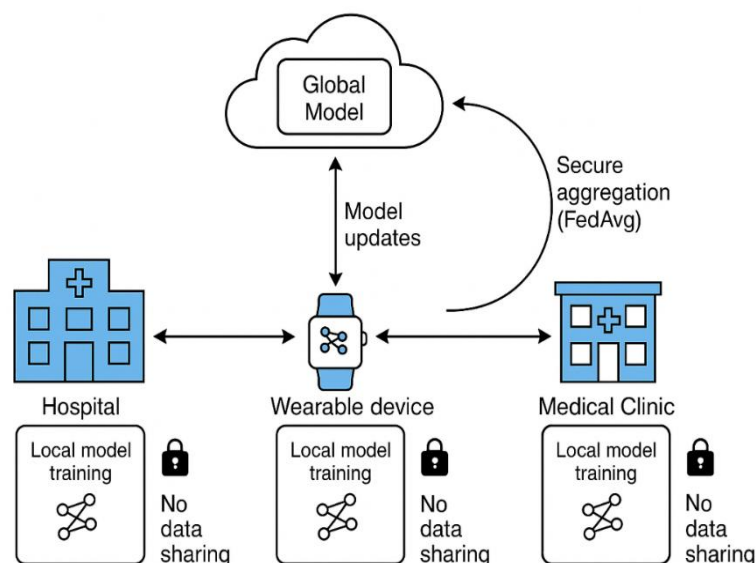 Global
Model
Model
updates
Secure
aggregation
(FedAvg)
Hospital
Wearable device
Medical Clinic
Local model
training
No
data
sharing
Local model
training
No
data
sharing
Local model
training
No
data
sharing